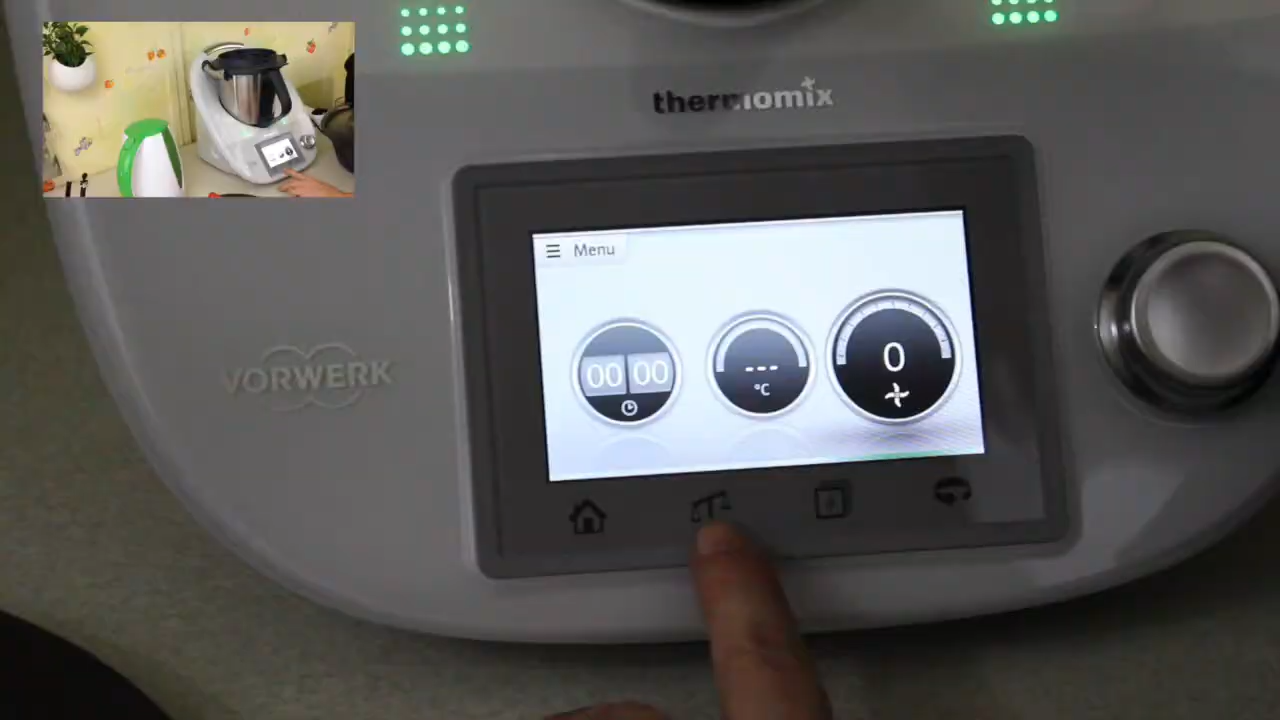 thermomix
Menu
00 00
---
°C
0
VORWERK